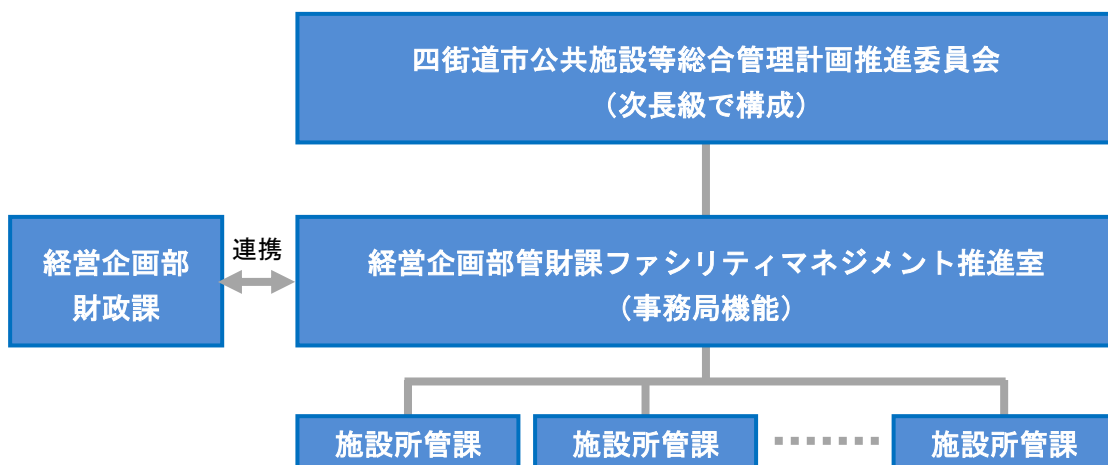 四街道市公共施設等総合管理計画推進委員会
（次長級で構成）
経営企画部
財政課
連携
経営企画部管財課ファシリティマネジメント推進室
（事務局機能）
施設所管課
施設所管課
施設所管課